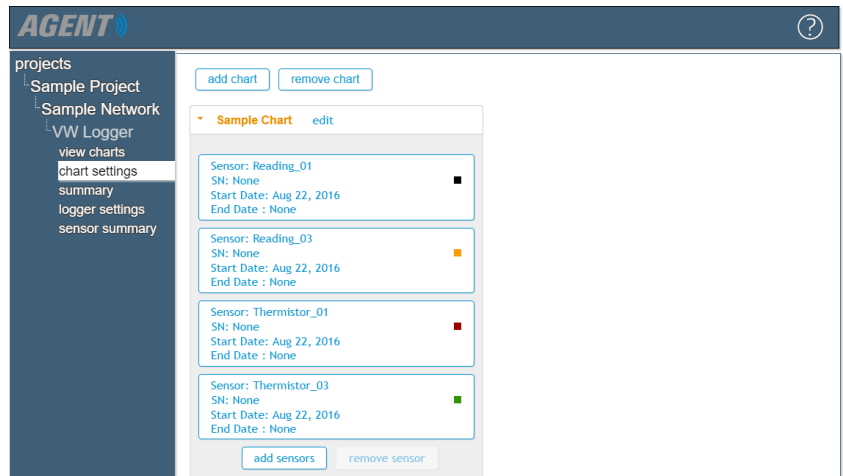 AGENT
?
projects
Sample Project
Sample Network
VW Logger
view charts
chart settings
summary
logger settings
sensor summary
add chart remove chart
Sample Chart edit
Sensor: Reading_01
SN: None
Start Date: Aug 22, 2016
End Date : None
Sensor: Reading_03
SN: None
Start Date: Aug 22, 2016
End Date : None
Sensor: Thermistor_01
SN: None
Start Date: Aug 22, 2016
End Date : None
Sensor: Thermistor_03
SN: None
Start Date: Aug 22, 2016
End Date : None
add sensors remove sensor